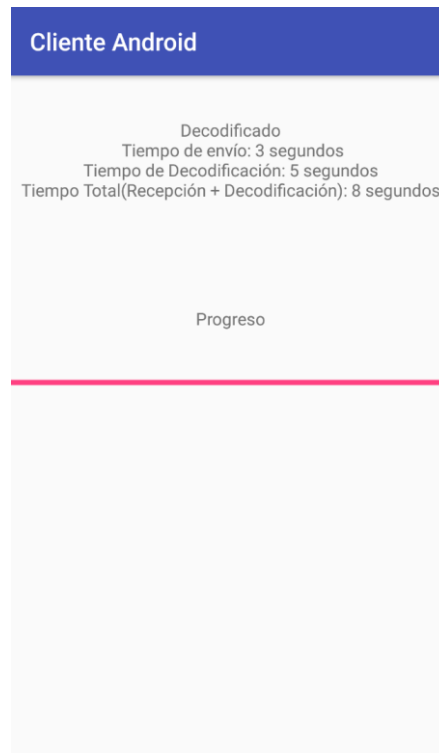 Cliente Android
Decodificado
Tiempo de envío: 3 segundos
Tiempo de Decodificación: 5 segundos
Tiempo Total(Recepción + Decodificación): 8 segundos
Progreso